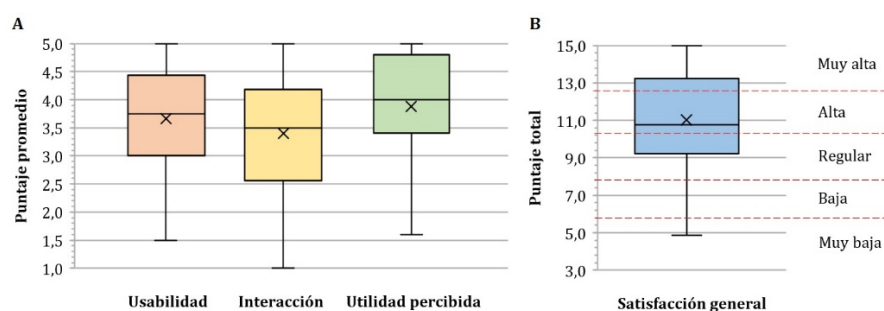 A
Puntaje promedio
5,0
4,5
4,0
3,5
3,0
2,5
2,0
1,5
1,0
Usabilidad
Interacción
Utilidad percibida
B
Puntaje total
15,0
13,0
11,0
9,0
7,0
5,0
3,0
Muy alta
Alta
Regular
Baja
Muy baja
Satisfacción general